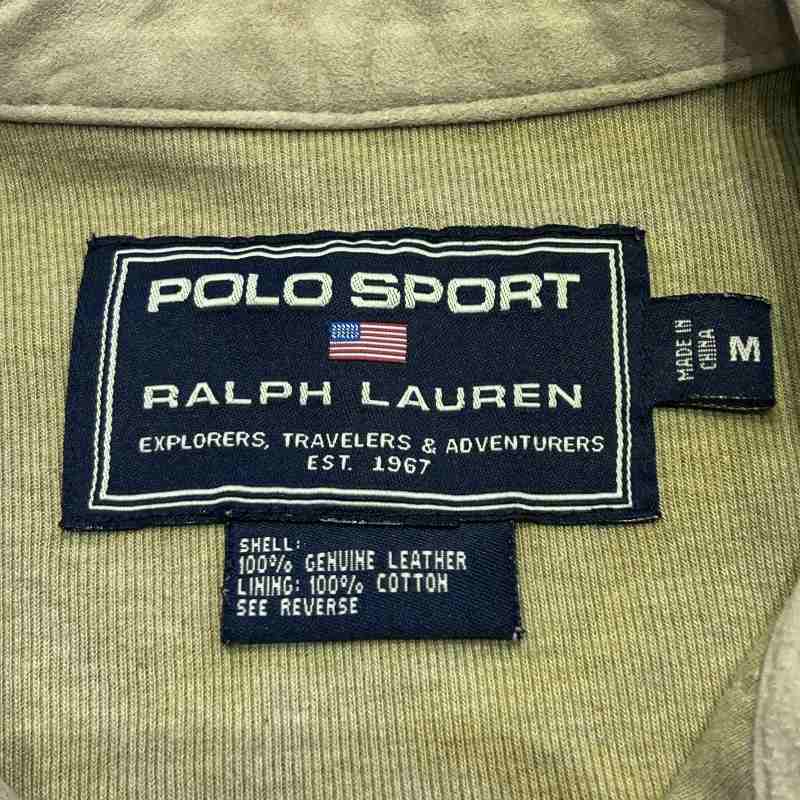 POLO SPORT
RALPH LAUREN
EXPLORERS, TRAVELERS & ADVENTURERS
EST. 1967
MADE IN
CHINA
M
SHELL:
100% GENUINE LEATHER
LINING: 100% COTTON
SEE REVERSE